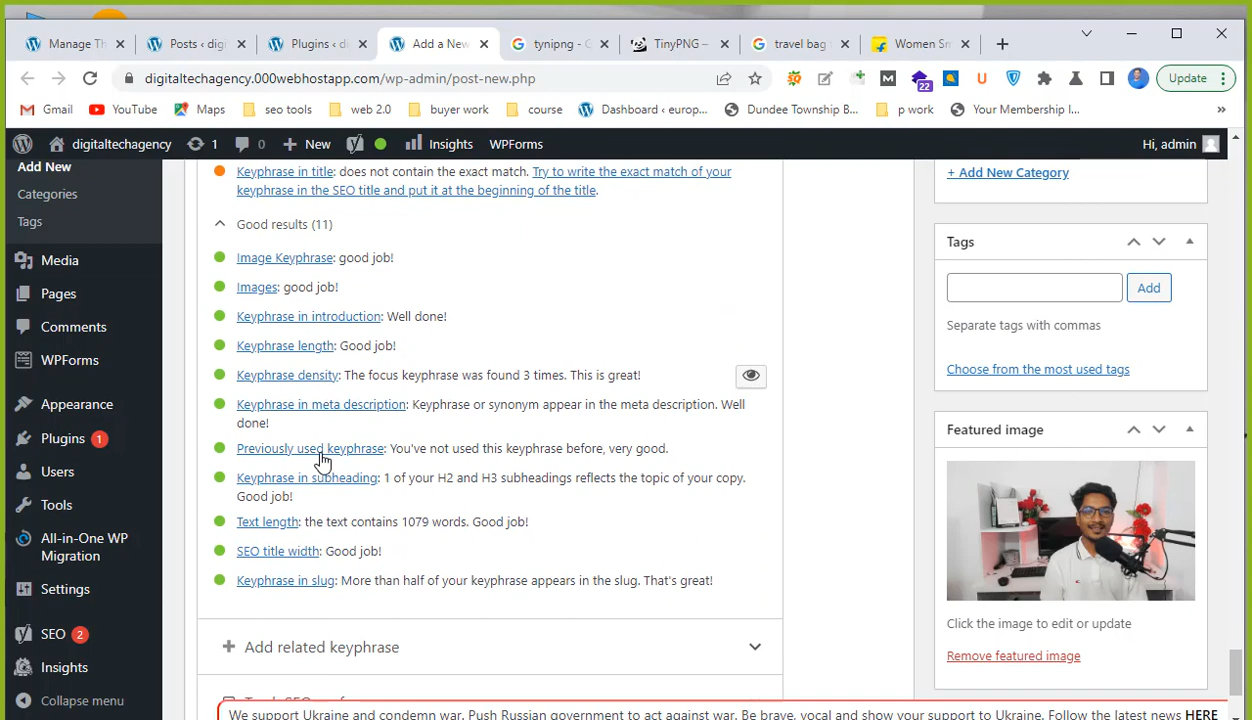 Manage Th
Posts ‹ digi
Plugins ‹ di
Add a New
tynipng - G
TinyPNG –
travel bag
Women Sm
digitaltechagency.000webhostapp.com/wp-admin/post-new.php
22
Update
Gmail
YouTube
Maps
seo tools
web 2.0
buyer work
course
Dashboard ‹ europ...
Dundee Township B...
p work
Your Membership I...
»
digitaltechagency
1
0
New
Insights
WPForms
Hi, admin
Add New
Categories
Tags
Media
Pages
Comments
WPForms
Appearance
Plugins 1
Users
Tools
All-in-One WP
Migration
Settings
SEO 2
Insights
Collapse menu
Keyphrase in title: does not contain the exact match. Try to write the exact match of your
keyphrase in the SEO title and put it at the beginning of the title.
Good results (11)
Image Keyphrase: good job!
Images: good job!
Keyphrase in introduction: Well done!
Keyphrase length: Good job!
Keyphrase density: The focus keyphrase was found 3 times. This is great!
Keyphrase in meta description: Keyphrase or synonym appear in the meta description. Well
done!
Previously used keyphrase: You've not used this keyphrase before, very good.
Keyphrase in subheading: 1 of your H2 and H3 subheadings reflects the topic of your copy.
Good job!
Text length: the text contains 1079 words. Good job!
SEO title width: Good job!
Keyphrase in slug: More than half of your keyphrase appears in the slug. That's great!
Add related keyphrase
+ Add New Category
Tags
Add
Separate tags with commas
Choose from the most used tags
Featured image
Click the image to edit or update
Remove featured image
We support Ukraine and condemn war. Push Russian government to act against war. Be brave, vocal and show your support to Ukraine. Follow the latest news HERE